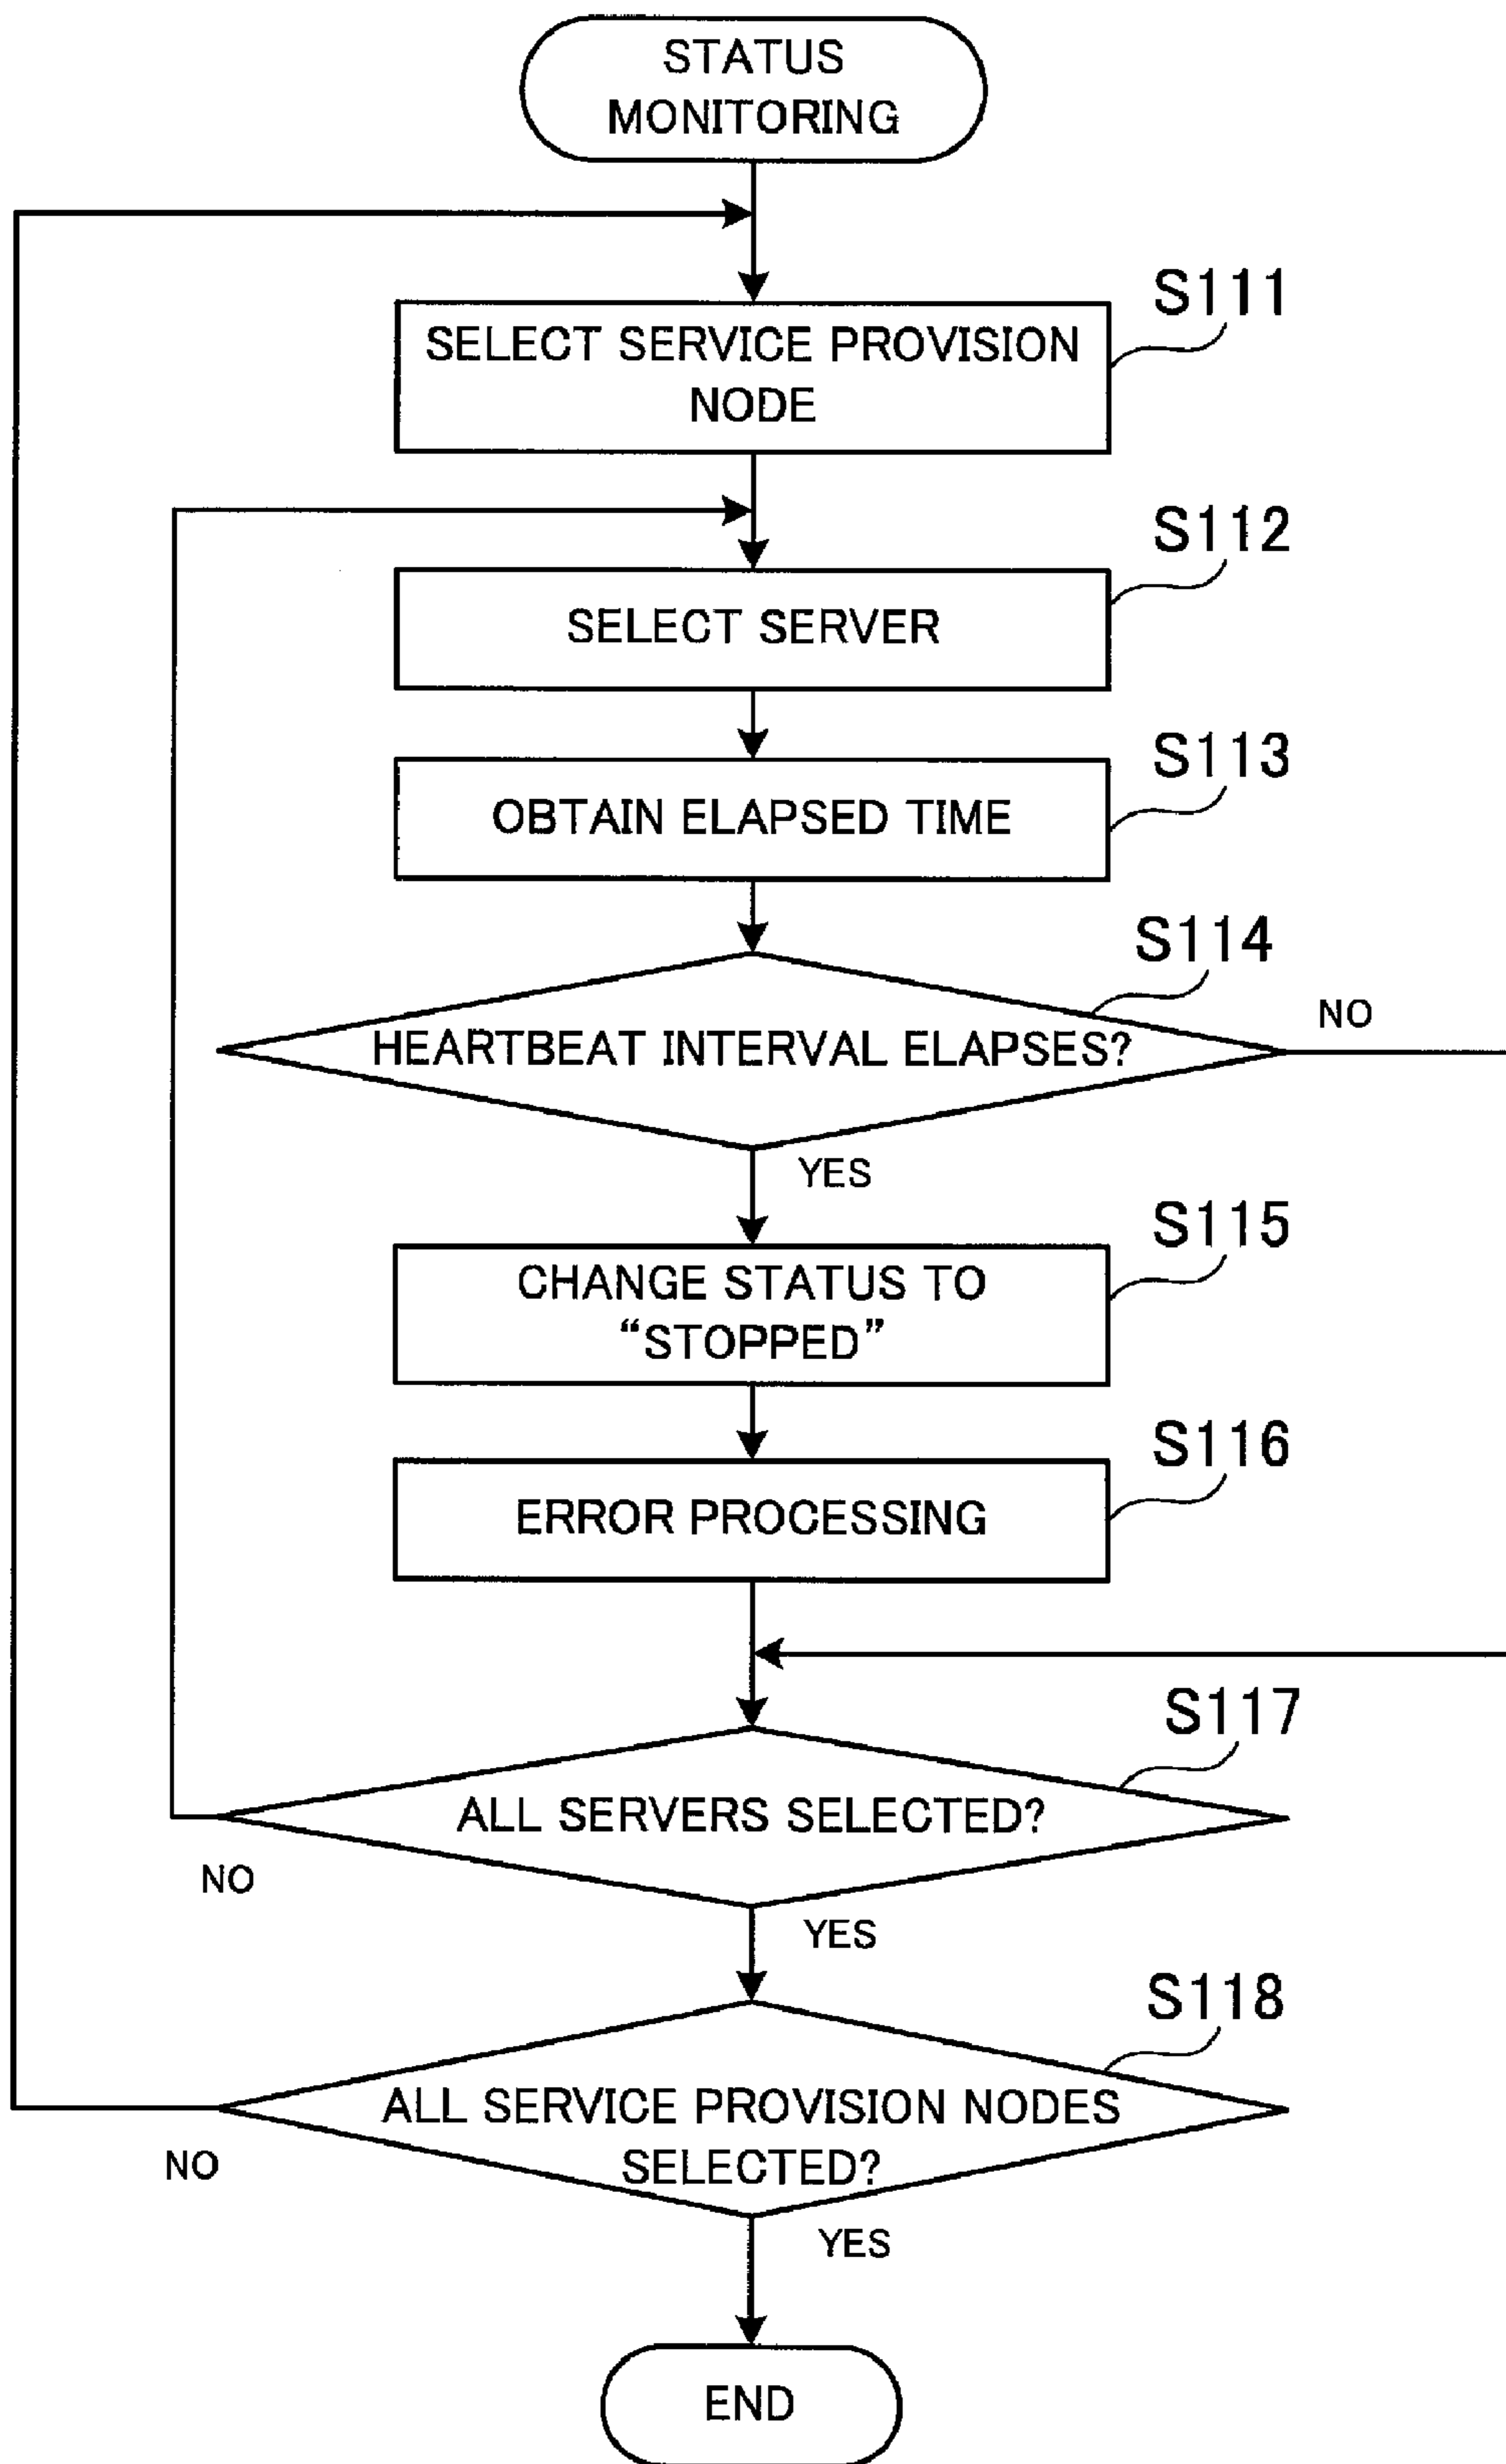 STATUS
MONITORING
S111
SELECT SERVICE PROVISION
NODE
S112
SELECT SERVER
S113
OBTAIN ELAPSED TIME
S114
NO
HEARTBEAT INTERVAL ELAPSES?
YES
S115
CHANGE STATUS TO
“STOPPED”
S116
ERROR PROCESSING
S117
ALL SERVERS SELECTED?
NO
YES
S118
ALL SERVICE PROVISION NODES
SELECTED?
NO
YES
END